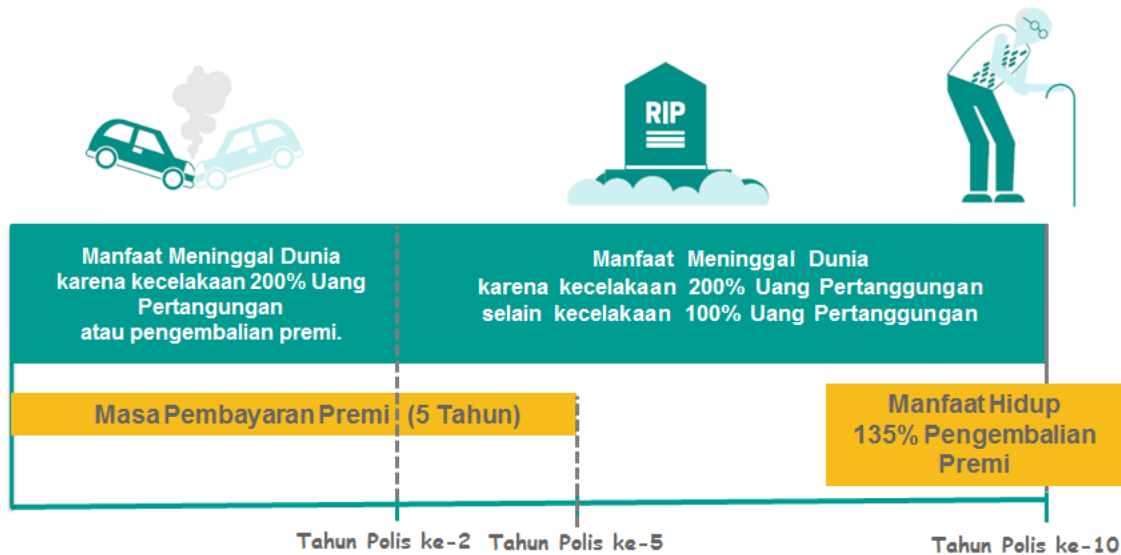 RIP
Manfaat Meninggal Dunia
karena kecelakaan 200% Uang
Pertangungan
atau pengembalian premi.
Manfaat Meninggal Dunia
karena kecelakaan 200% Uang Pertanggungan
selain kecelakaan 100% Uang Pertanggungan
Masa Pembayaran Premi (5 Tahun)
Manfaat Hidup
135% Pengembalian
Premi
Tahun Polis ke-2
Tahun Polis ke-5
Tahun Polis ke-10